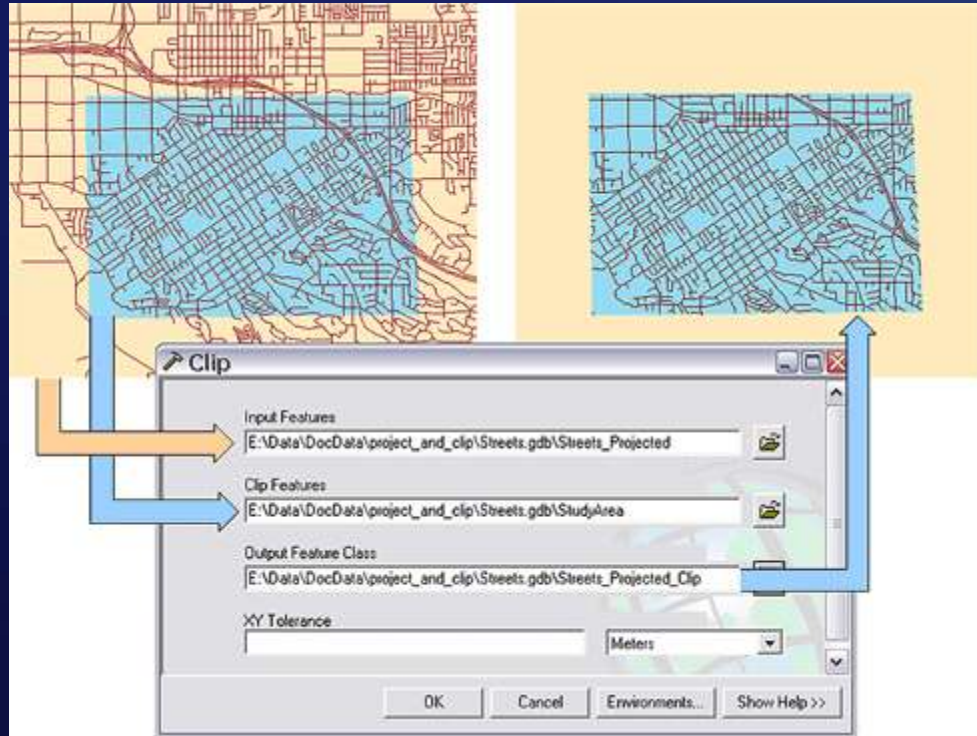 Clip
Input Features
E:\Data\DocData\project_and_clip\Streets.gdb\Streets_Projected
Clip Features
E:\Data\DocData\project_and_clip\Streets.gdb\StudyArea
Output Feature Class
E:\Data\DocData\project_and_clip\Streets.gdb\Streets_Projected_Clip
XY Tolerance
Meters
OK Cancel Environments... Show Help >>